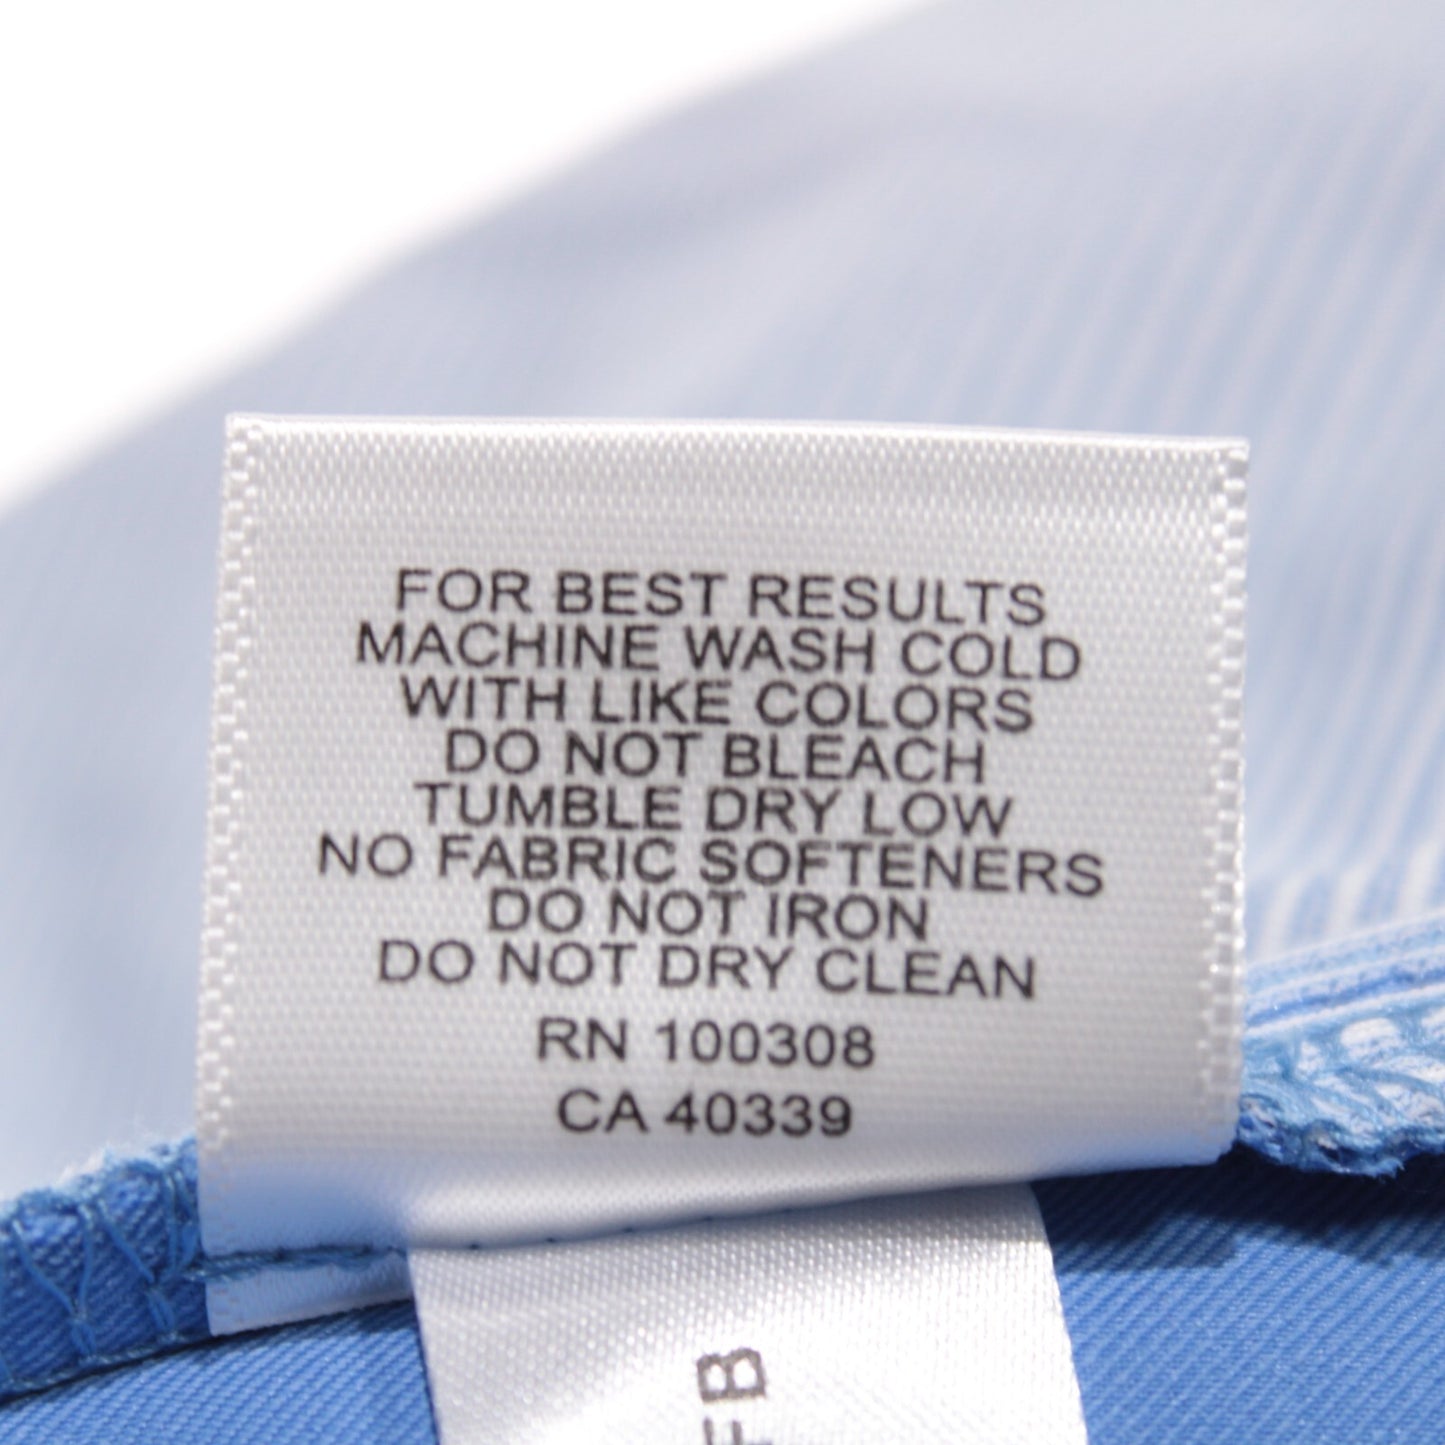 FOR BEST RESULTS
MACHINE WASH COLD
WITH LIKE COLORS
DO NOT BLEACH
TUMBLE DRY LOW
NO FABRIC SOFTENERS
DO NOT IRON
DO NOT DRY CLEAN
RN 100308
CA 40339